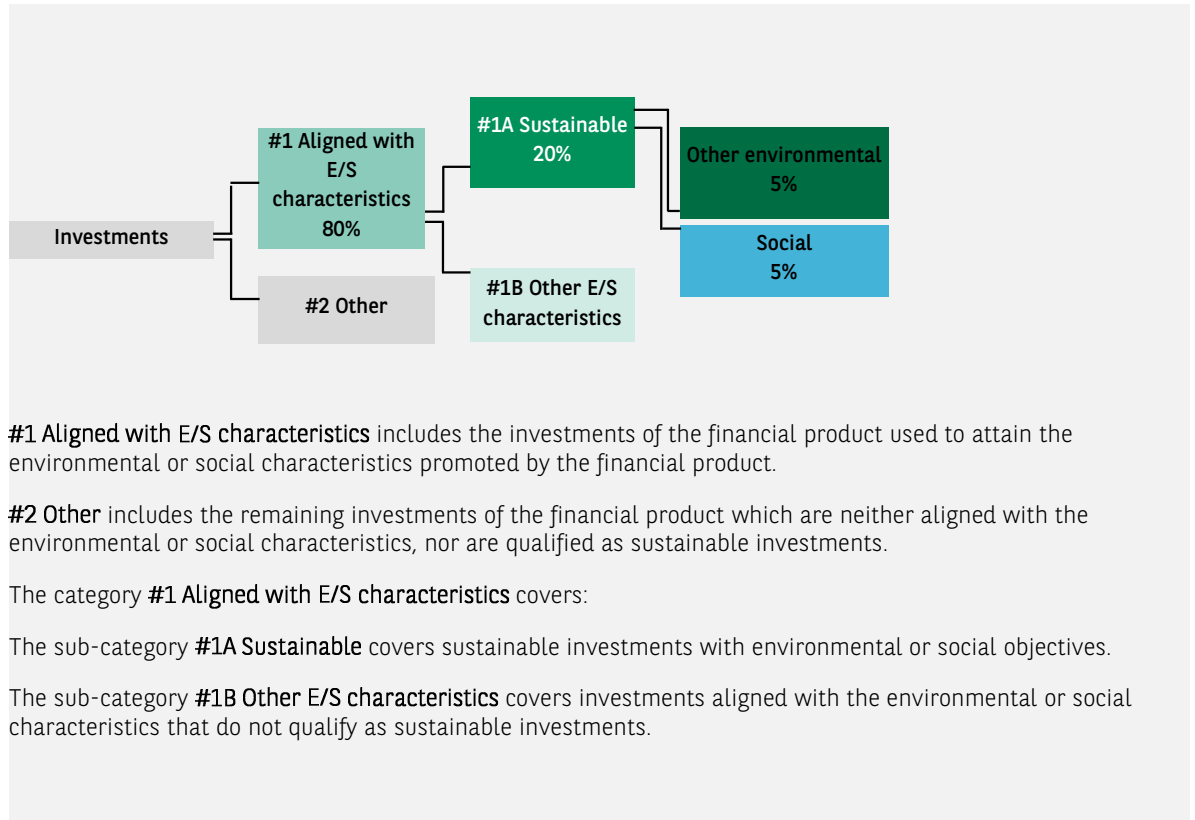 #1A Sustainable
20%
#1 Aligned with
E/S
characteristics
80%
Other environmental
5%
Investments
Social
5%
#2 Other
#1B Other E/S
characteristics
#1 Aligned with E/S characteristics includes the investments of the financial product used to attain the
environmental or social characteristics promoted by the financial product.
#2 Other includes the remaining investments of the financial product which are neither aligned with the
environmental or social characteristics, nor are qualified as sustainable investments.
The category #1 Aligned with E/S characteristics covers:
The sub-category #1A Sustainable covers sustainable investments with environmental or social objectives.
The sub-category #1B Other E/S characteristics covers investments aligned with the environmental or social
characteristics that do not qualify as sustainable investments.